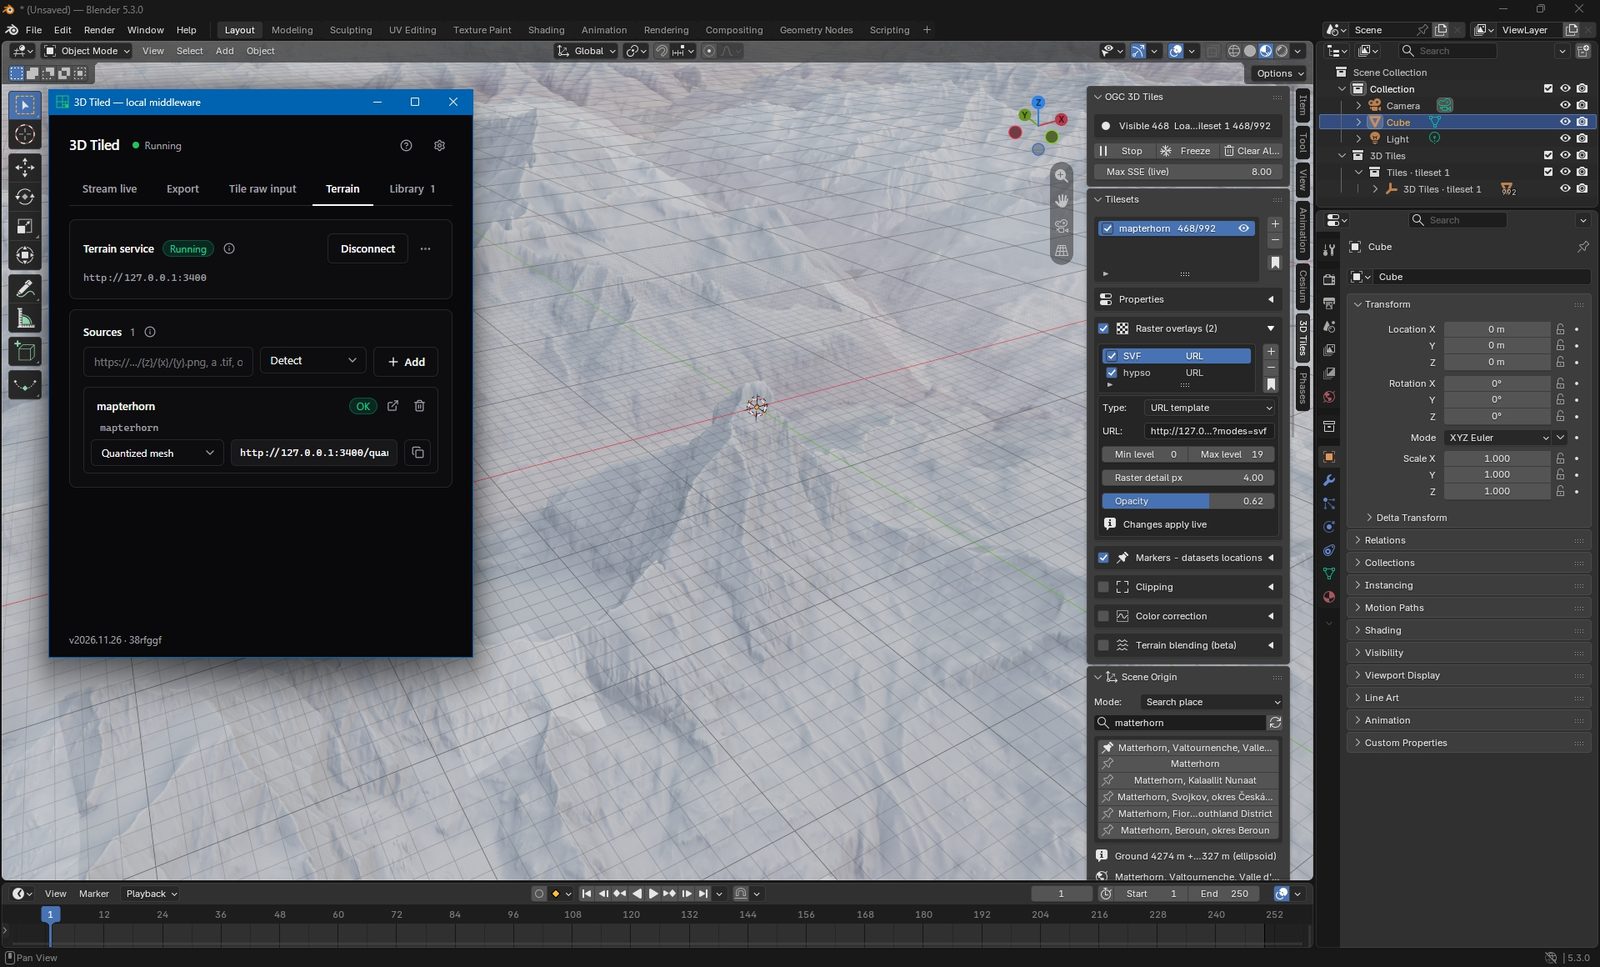 * (Unsaved) — Blender 5.3.0
File Edit Render Window Help
Layout Modeling Sculpting UV Editing Texture Paint Shading Animation Rendering Compositing Geometry Nodes Scripting +
Scene
ViewLayer
Object Mode View Select Add Object
Global
Options
3D Tiled — local middleware
3D Tiled Running
Stream live Export Tile raw input Terrain Library 1
Terrain service Running
Disconnect
http://127.0.0.1:3400
Sources 1
https://.../{z}/{x}/{y}.png, a .tif, o
Detect
+ Add
mapterhorn OK
mapterhorn
Quantized mesh
http://127.0.0.1:3400/qua
v2026.11.26 · 38rfggf
Z
Y
X
OGC 3D Tiles
Visible 468 Loa...ileset 1 468/992
Stop Freeze Clear Al...
Max SSE (live) 8.00
Tilesets
mapterhorn 468/992
Properties
Raster overlays (2)
SVF URL
hypso URL
Type: URL template
URL: http://127.0...?modes=svf
Min level 0 Max level 19
Raster detail px 4.00
Opacity 0.62
Changes apply live
Markers - datasets locations
Clipping
Color correction
Terrain blending (beta)
Scene Origin
Mode: Search place
matterhorn
Matterhorn, Valtournenche, Valle...
Matterhorn
Matterhorn, Kalaallit Nunaat
Matterhorn, Svojkov, okres Česká...
Matterhorn, Fior...outhland District
Matterhorn, Beroun, okres Beroun
Ground 4274 m +...327 m (ellipsoid)
Matterhorn, Valtournenche, Valle d'...
Item
Tool
View
Animation
Cesium
3D Tiles
Phases
Search
Scene Collection
Collection
Camera
Cube
Light
3D Tiles
Tiles · tileset 1
3D Tiles · tileset 1
Search
Cube
Cube
Transform
Location X 0 m
Y 0 m
Z 0 m
Rotation X 0°
Y 0°
Z 0°
Mode XYZ Euler
Scale X 1.000
Y 1.000
Z 1.000
Delta Transform
Relations
Collections
Instancing
Motion Paths
Shading
Visibility
Viewport Display
Line Art
Animation
Custom Properties
View Marker Playback
1
Start 1 End 250
1 12 24 36 48 60 72 84 96 108 120 132 144 156 168 180 192 204 216 228 240 252
Pan View
5.3.0